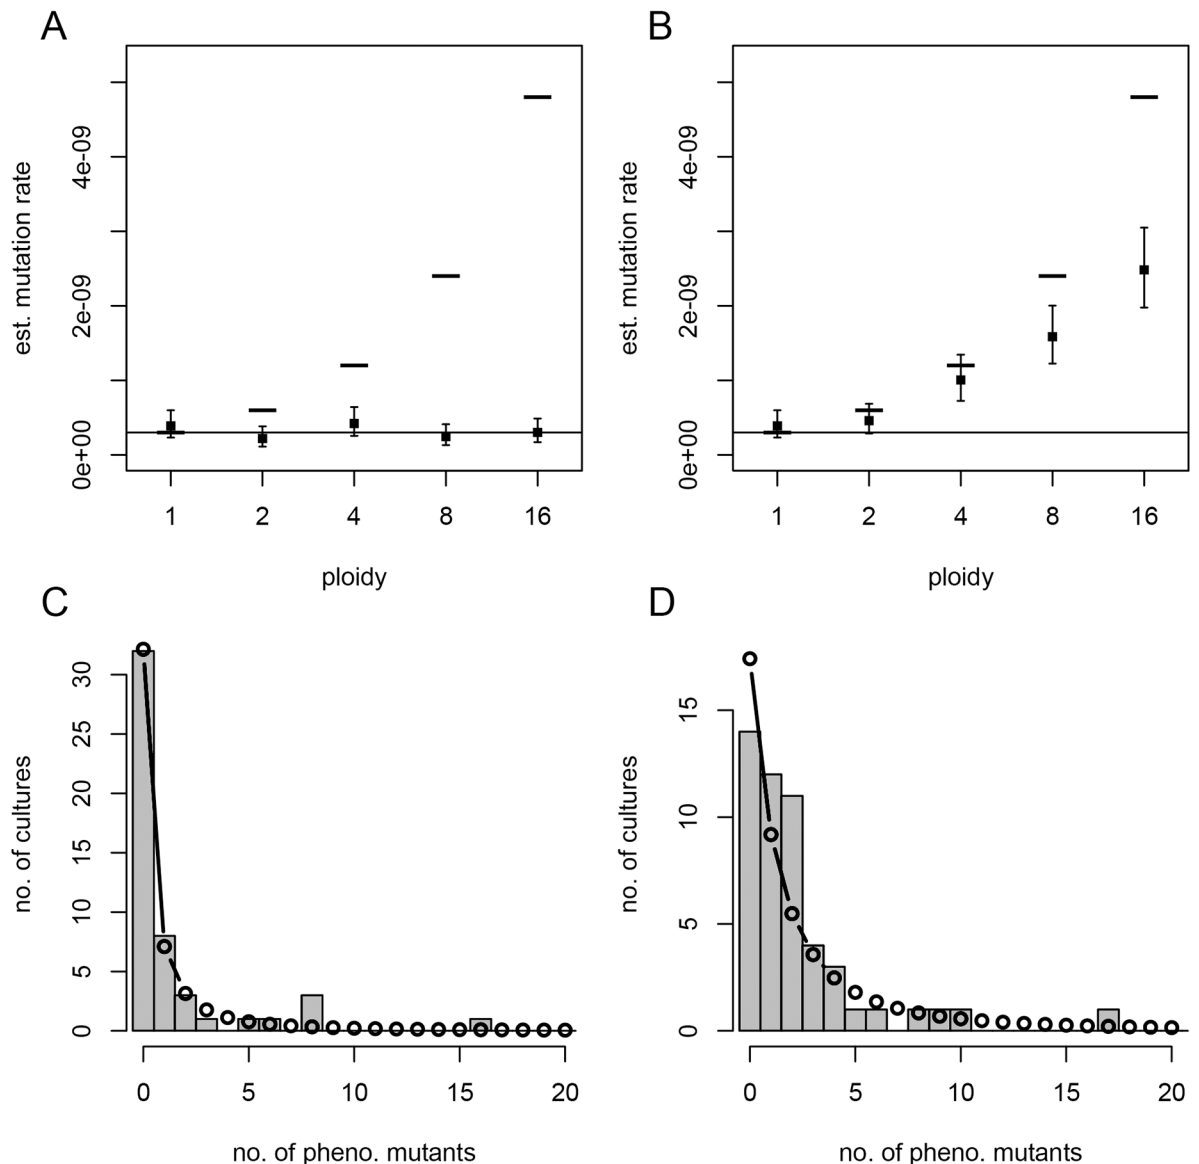 A
est. mutation rate
0e+00 2e-09 4e-09
1 2 4 8 16
ploidy
B
est. mutation rate
0e+00 2e-09 4e-09
1 2 4 8 16
ploidy
C
no. of cultures
0 5 10 15 20 25 30
0 5 10 15 20
no. of pheno. mutants
D
no. of cultures
0 5 10 15
0 5 10 15 20
no. of pheno. mutants